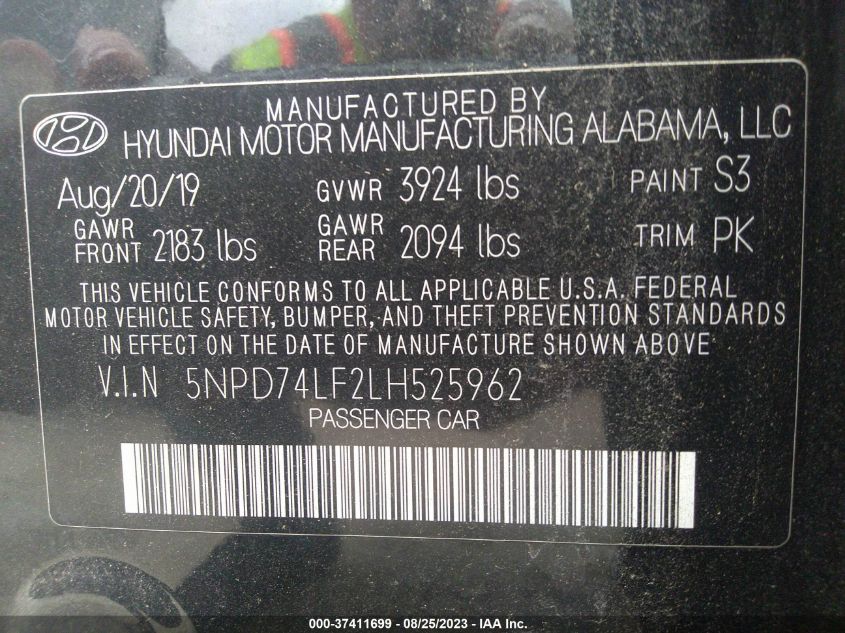 MANUFACTURED BY
HYUNDAI MOTOR MANUFACTURING ALABAMA, LLC
Aug/20/19 GVWR 3924 lbs PAINT S3
GAWR FRONT 2183 lbs GAWR REAR 2094 lbs TRIM PK
THIS VEHICLE CONFORMS TO ALL APPLICABLE U.S.A. FEDERAL
MOTOR VEHICLE SAFETY, BUMPER, AND THEFT PREVENTION STANDARDS
IN EFFECT ON THE DATE OF MANUFACTURE SHOWN ABOVE
V.I.N 5NPD74LF2LH525962
PASSENGER CAR
000-37411699 - 08/25/2023 - IAA Inc.